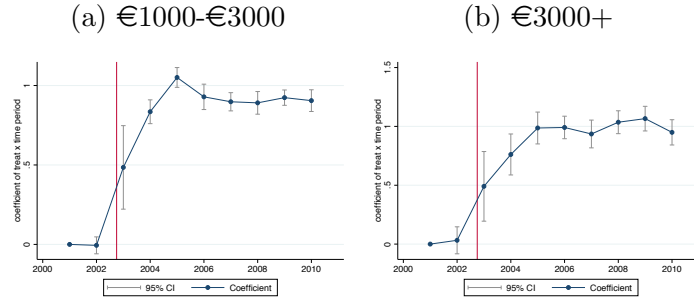 (a) €1000-€3000
coefficient of treat x time period
0
.5
1
2000 2002 2004 2006 2008 2010
95% CI Coefficient
(b) €3000+
coefficient of treat x time period
0
.5
1
1.5
2000 2002 2004 2006 2008 2010
95% CI Coefficient